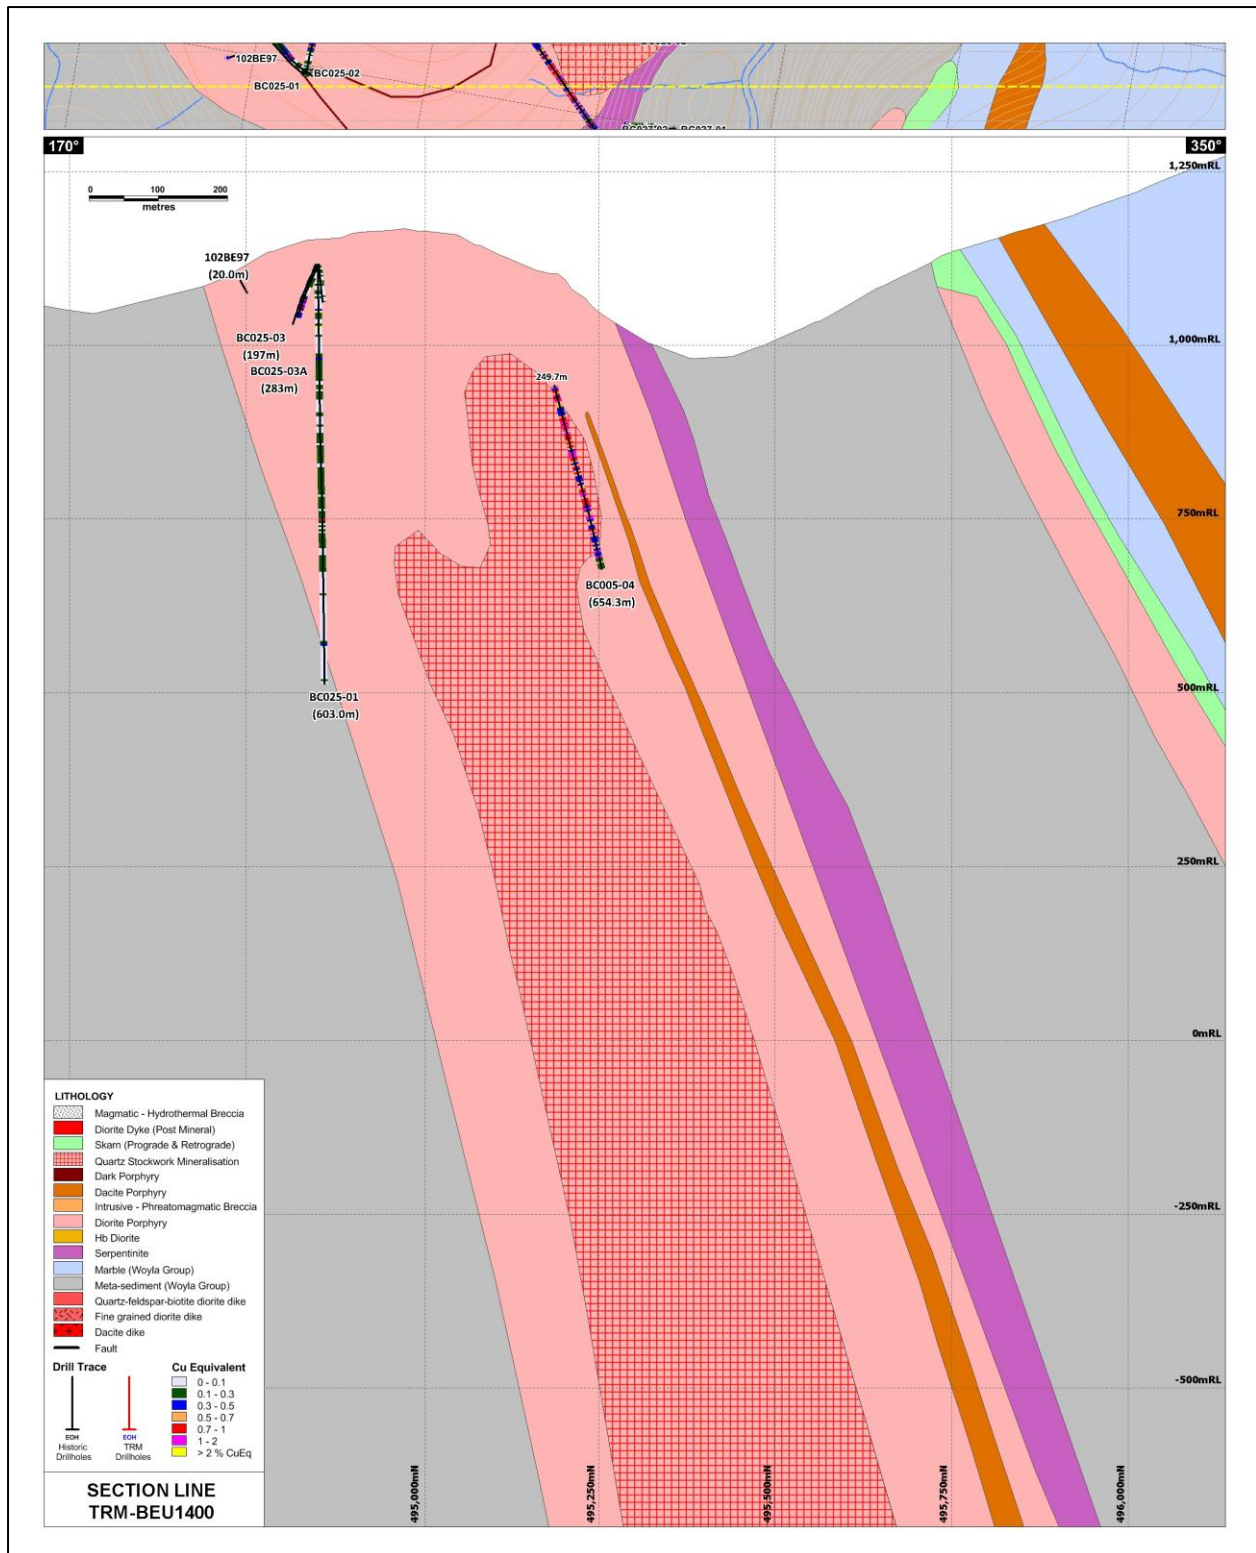 102BE97
BC025-02
BC025-01
170°
350°
1,250mRL
0 100 200
metres
102BE97
(20.0m)
BC025-03
(197m)
BC025-03A
(283m)
1,000mRL
249.7m
750mRL
BC005-04
(654.3m)
500mRL
BC025-01
(603.0m)
250mRL
0mRL
-250mRL
-500mRL
LITHOLOGY
Magmatic - Hydrothermal Breccia
Diorite Dyke (Post Mineral)
Skarn (Prograde & Retrograde)
Quartz Stockwork Mineralisation
Dark Porphyry
Dacite Porphyry
Intrusive - Phreatomagmatic Breccia
Diorite Porphyry
Hb Diorite
Serpentinite
Marble (Woyla Group)
Meta-sediment (Woyla Group)
Quartz-feldspar-biotite diorite dike
Fine grained diorite dike
Dacite dike
Fault
Drill Trace
EOH
Historic
Drillholes
EOH
TRM
Drillholes
Cu Equivalent
0 - 0.1
0.1 - 0.3
0.3 - 0.5
0.5 - 0.7
0.7 - 1
1 - 2
> 2 % CuEq
SECTION LINE
TRM-BEU1400
495,000mN
495,250mN
495,500mN
495,750mN
496,000mN